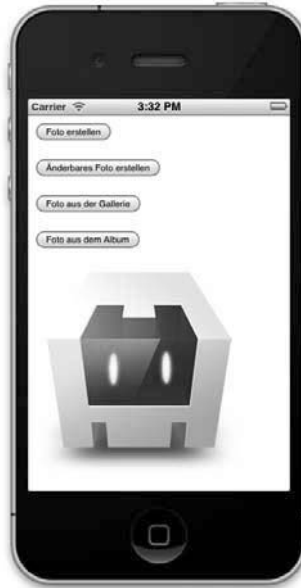 Carrier 3:32 PM
Foto erstellen
Änderbares Foto erstellen
Foto aus der Gallerie
Foto aus dem Album